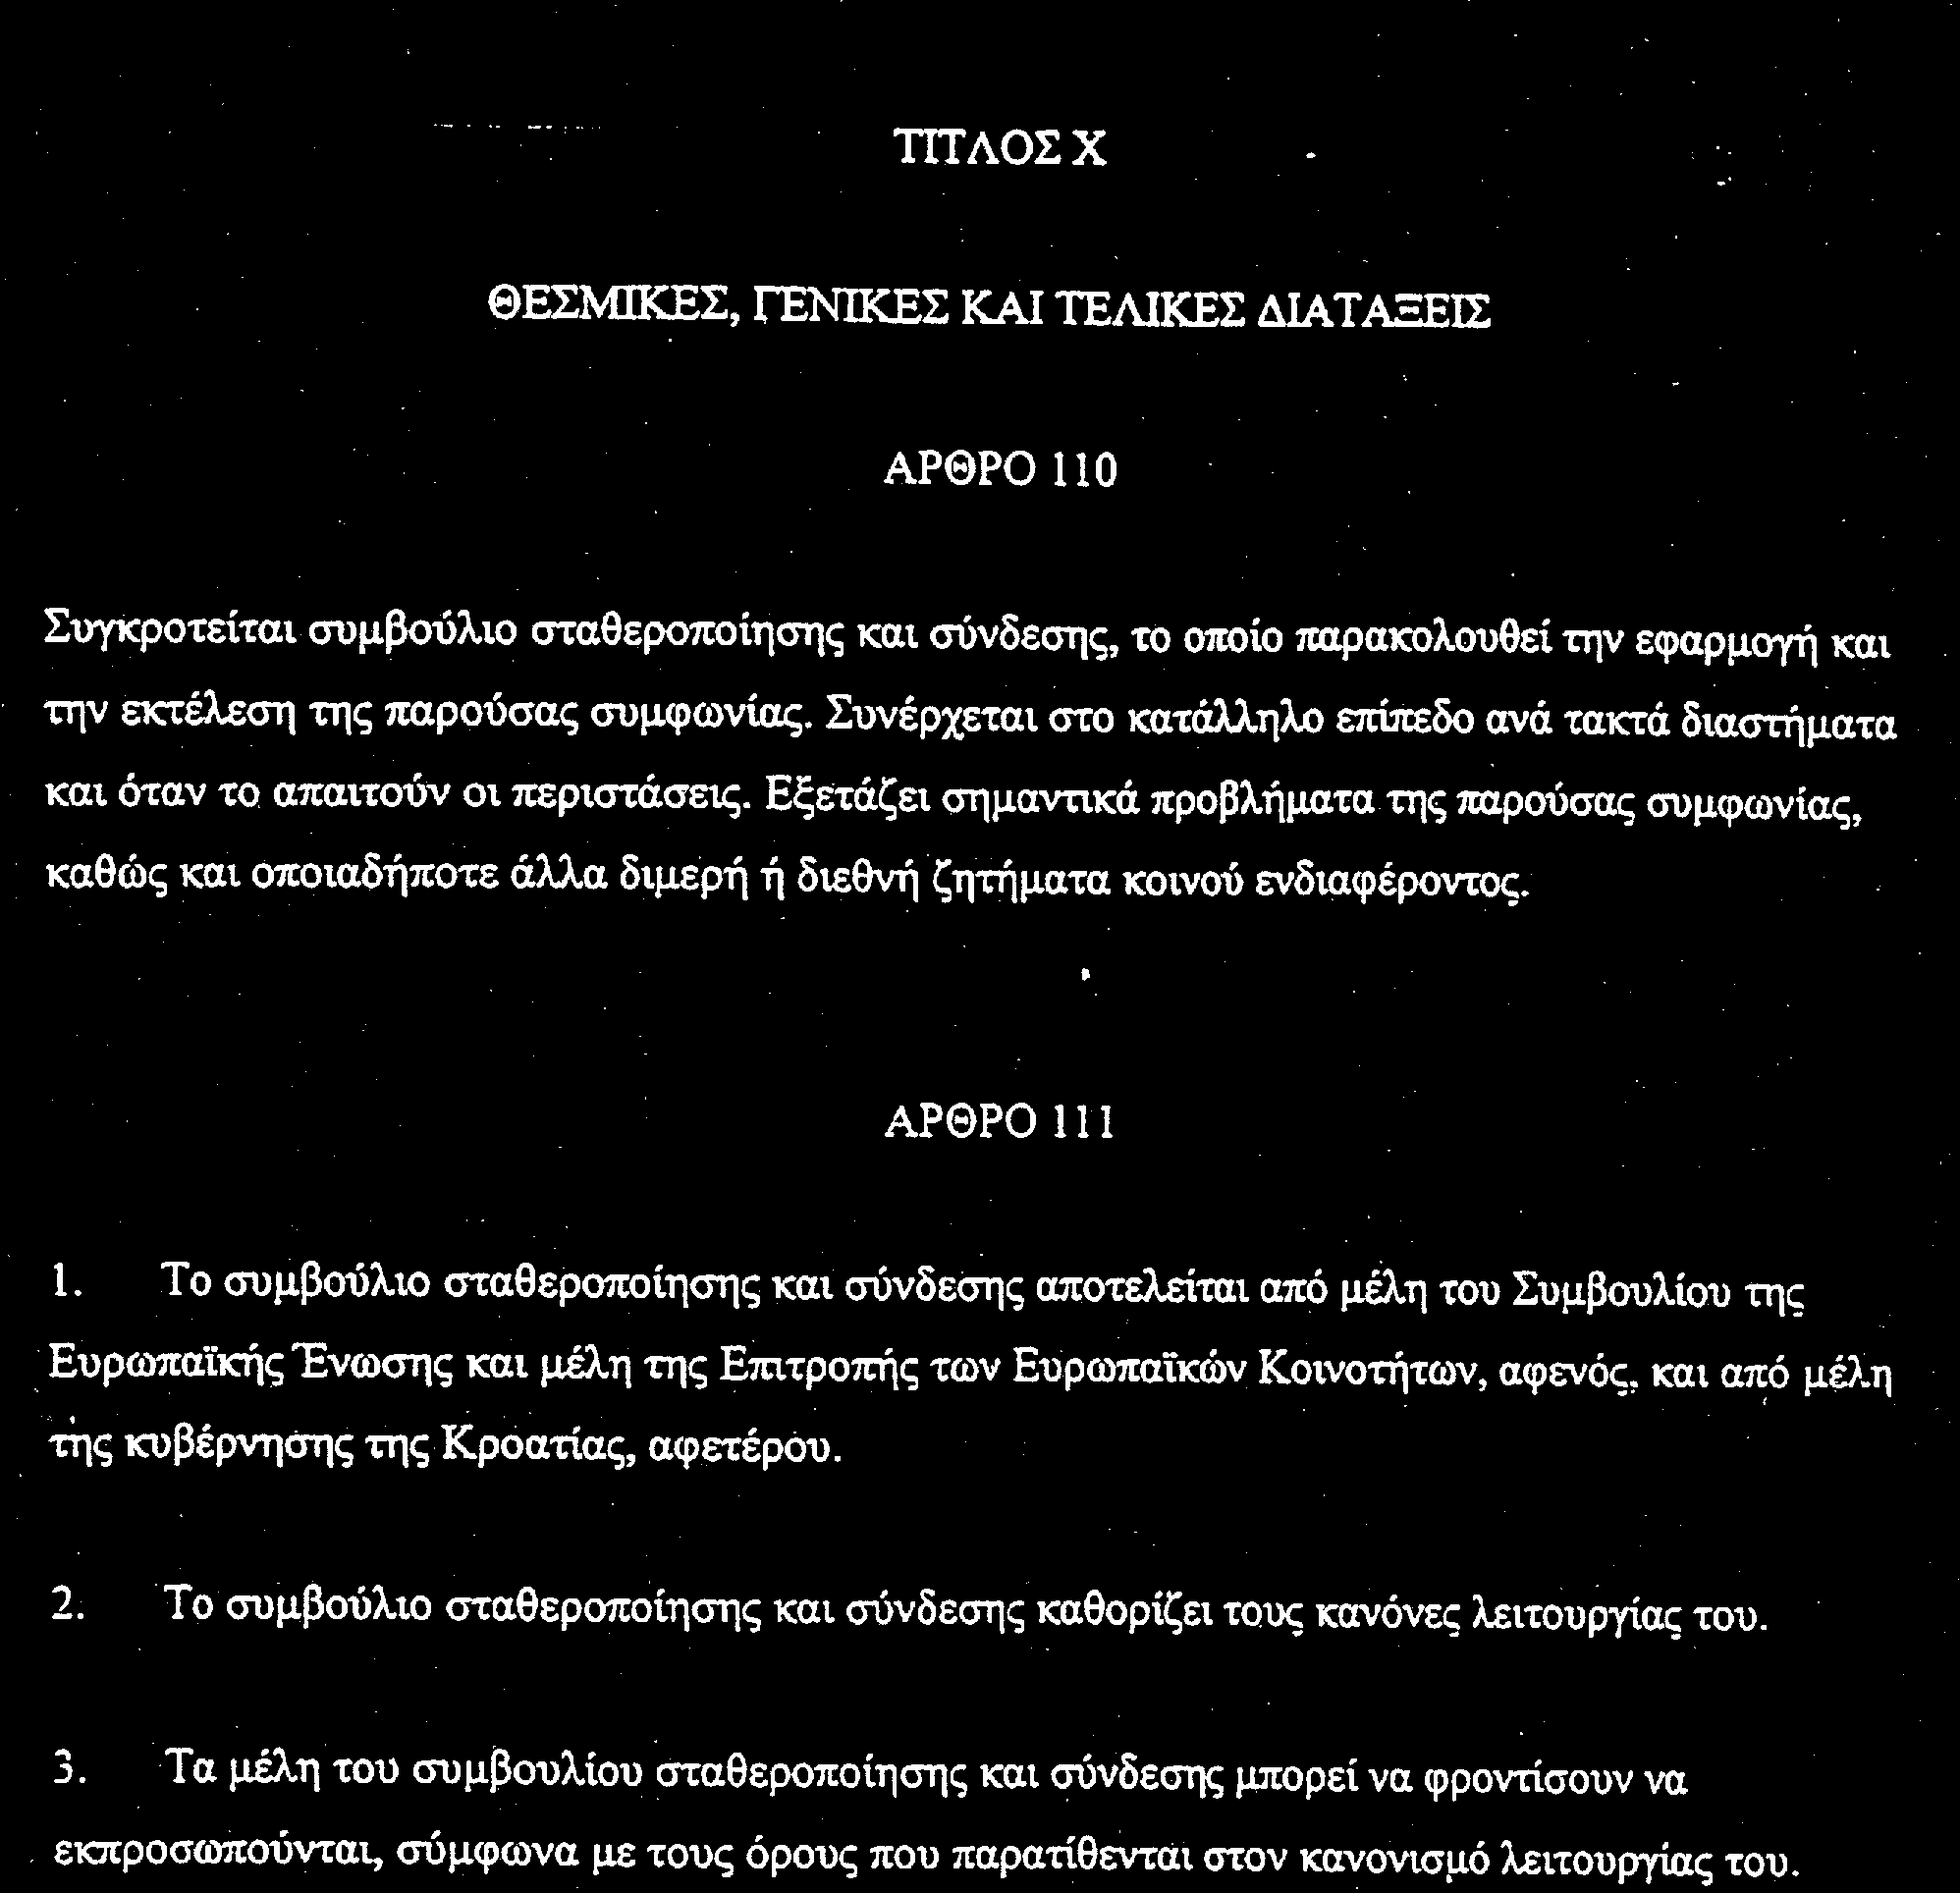 ΤΙΤΛΟΣ Χ
ΘΕΣΜΙΚΕΣ, ΓΕΝΙΚΕΣ ΚΑΙ ΤΕΛΙΚΕΣ ΔΙΑΤΑΞΕΙΣ
ΑΡΘΡΟ 110
Συγκροτείται συμβούλιο σταθεροποίησης και σύνδεσης, το οποίο παρακολουθεί την εφαρμογή και
την εκτέλεση της παρούσας συμφωνίας. Συνέρχεται στο κατάλληλο επίπεδο ανά τακτά διαστήματα
και όταν το απαιτούν οι περιστάσεις. Εξετάζει σημαντικά προβλήματα της παρούσας συμφωνίας,
καθώς και οποιαδήποτε άλλα διμερή ή διεθνή ζητήματα κοινού ενδιαφέροντος.
ΑΡΘΡΟ 111
1. Το συμβούλιο σταθεροποίησης και σύνδεσης αποτελείται από μέλη του Συμβουλίου της
Ευρωπαϊκής Ένωσης και μέλη της Επιτροπής των Ευρωπαϊκών Κοινοτήτων, αφενός, και από μέλη
της κυβέρνησης της Κροατίας, αφετέρου.
2. Το συμβούλιο σταθεροποίησης και σύνδεσης καθορίζει τους κανόνες λειτουργίας του.
3. Τα μέλη του συμβουλίου σταθεροποίησης και σύνδεσης μπορεί να φροντίσουν να
εκπροσωπούνται, σύμφωνα με τους όρους που παρατίθενται στον κανονισμό λειτουργίας του.